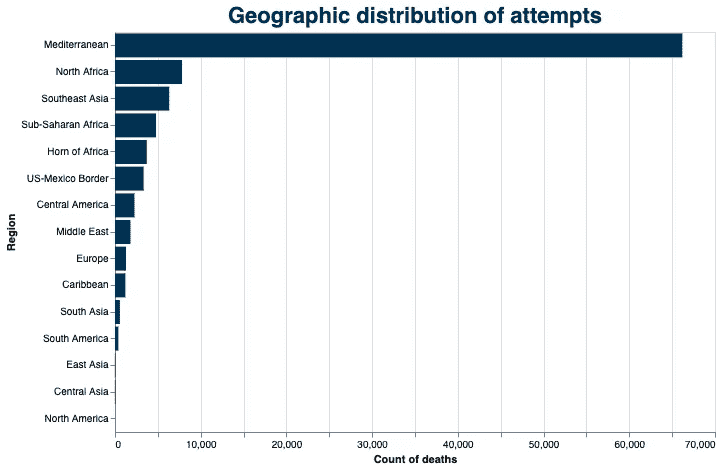 Geographic distribution of attempts
Mediterranean
North Africa
Southeast Asia
Sub-Saharan Africa
Horn of Africa
US-Mexico Border
Central America
Middle East
Europe
Caribbean
South Asia
South America
East Asia
Central Asia
North America
Region
0 10,000 20,000 30,000 40,000 50,000 60,000 70,000
Count of deaths